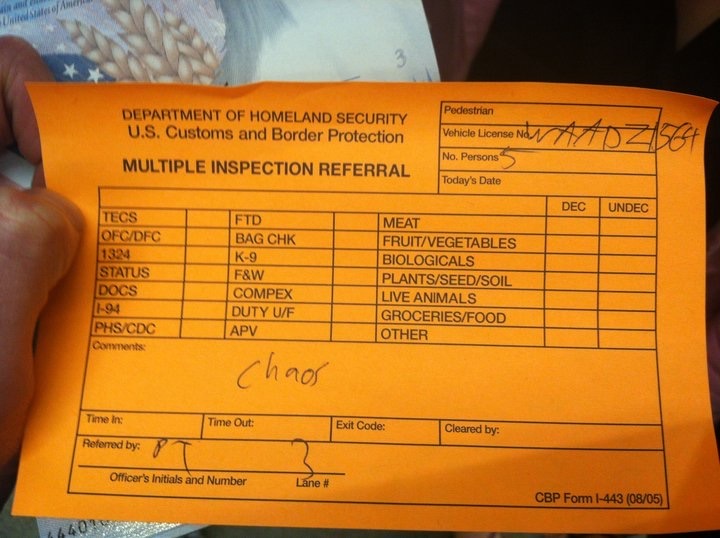 United States of America
3
DEPARTMENT OF HOMELAND SECURITY
U.S. Customs and Border Protection
MULTIPLE INSPECTION REFERRAL
Pedestrian
Vehicle License No.
No. Persons 5
Today's Date
DEC UNDEC
TECS FTD MEAT
OFC/DFC BAG CHK FRUIT/VEGETABLES
1324 K-9 BIOLOGICALS
STATUS F&W PLANTS/SEED/SOIL
DOCS COMPEX LIVE ANIMALS
I-94 DUTY U/F GROCERIES/FOOD
PHS/CDC APV OTHER
Comments:
Chaos
Time In: Time Out: Exit Code: Cleared by:
Referred by: PT 3
Officer's Initials and Number Lane #
CBP Form I-443 (08/05)